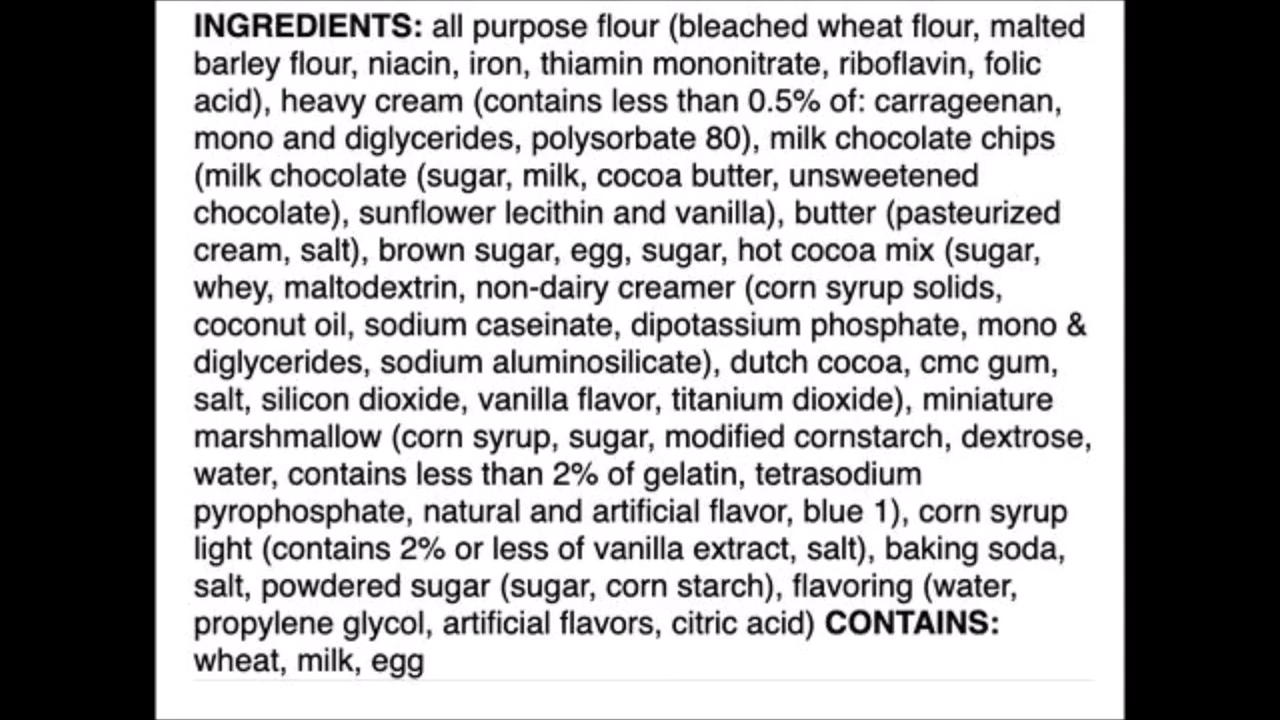 INGREDIENTS: all purpose flour (bleached wheat flour, malted
barley flour, niacin, iron, thiamin mononitrate, riboflavin, folic
acid), heavy cream (contains less than 0.5% of: carrageenan,
mono and diglycerides, polysorbate 80), milk chocolate chips
(milk chocolate (sugar, milk, cocoa butter, unsweetened
chocolate), sunflower lecithin and vanilla), butter (pasteurized
cream, salt), brown sugar, egg, sugar, hot cocoa mix (sugar,
whey, maltodextrin, non-dairy creamer (corn syrup solids,
coconut oil, sodium caseinate, dipotassium phosphate, mono &
diglycerides, sodium aluminosilicate), dutch cocoa, cmc gum,
salt, silicon dioxide, vanilla flavor, titanium dioxide), miniature
marshmallow (corn syrup, sugar, modified cornstarch, dextrose,
water, contains less than 2% of gelatin, tetrasodium
pyrophosphate, natural and artificial flavor, blue 1), corn syrup
light (contains 2% or less of vanilla extract, salt), baking soda,
salt, powdered sugar (sugar, corn starch), flavoring (water,
propylene glycol, artificial flavors, citric acid) CONTAINS:
wheat, milk, egg